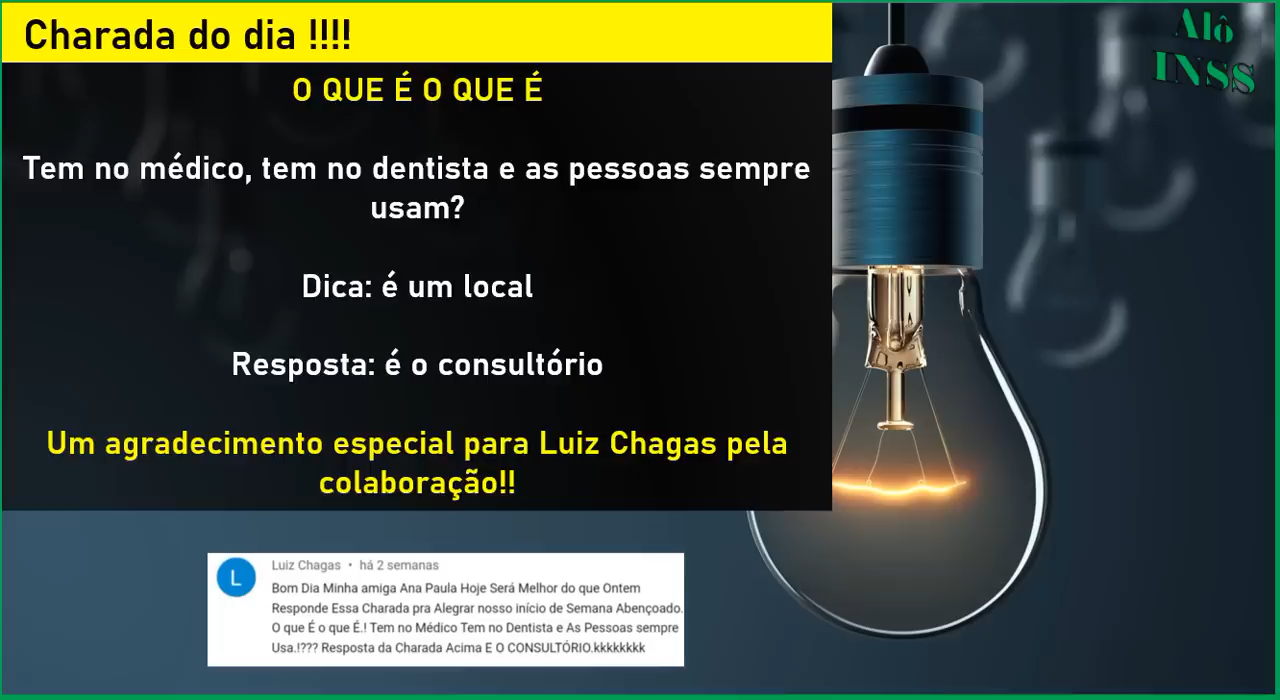 Charada do dia !!!!
Alô
INSS
O QUE É O QUE É
Tem no médico, tem no dentista e as pessoas sempre
usam?
Dica: é um local
Resposta: é o consultório
Um agradecimento especial para Luiz Chagas pela
colaboração!!
L
Luiz Chagas • há 2 semanas
Bom Dia Minha amiga Ana Paula Hoje Será Melhor do que Ontem
Responde Essa Charada pra Alegrar nosso início de Semana Abençoado.
O que É o que É.! Tem no Médico Tem no Dentista e As Pessoas sempre
Usa.!??? Resposta da Charada Acima E O CONSULTÓRIO.kkkkkkkk